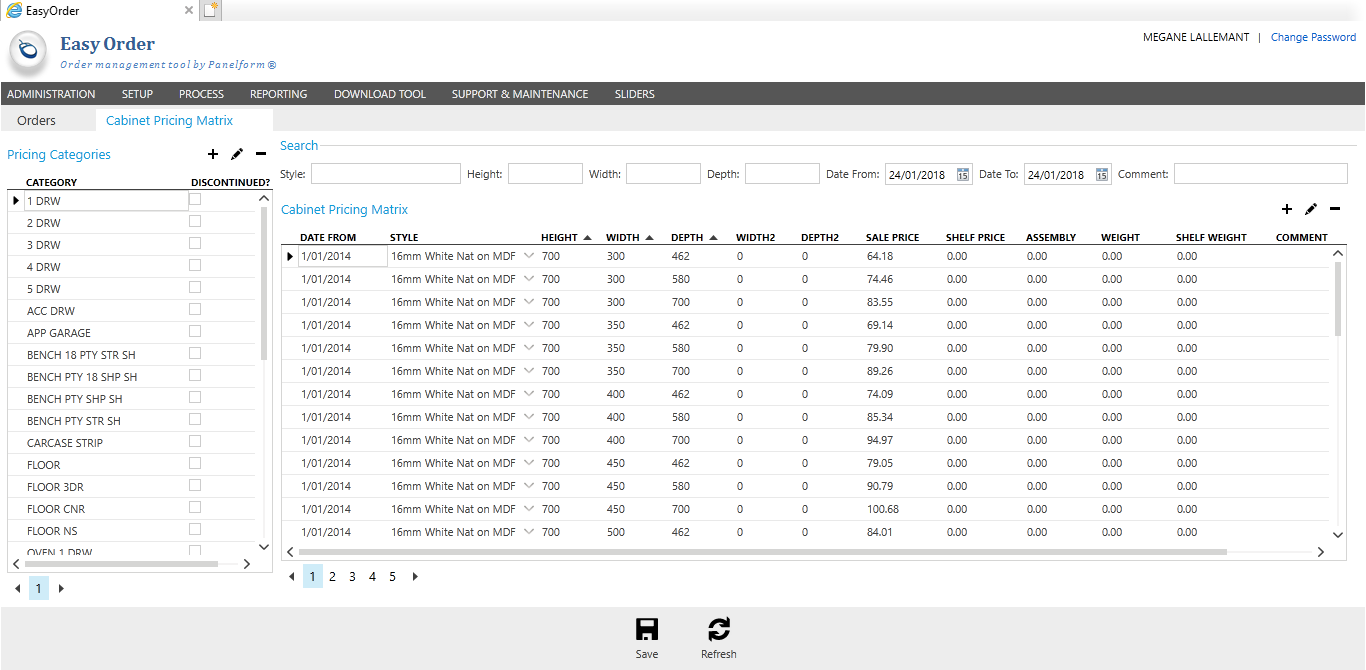 EasyOrder
Easy Order
Order management tool by Panelform ®
MEGANE LALLEMANT | Change Password
ADMINISTRATION SETUP PROCESS REPORTING DOWNLOAD TOOL SUPPORT & MAINTENANCE SLIDERS
Orders Cabinet Pricing Matrix
Pricing Categories
CATEGORY DISCONTINUED?
1 DRW
2 DRW
3 DRW
4 DRW
5 DRW
ACC DRW
APP GARAGE
BENCH 18 PTY STR SH
BENCH PTY 18 SHP SH
BENCH PTY SHP SH
BENCH PTY STR SH
CARCASE STRIP
FLOOR
FLOOR 3DR
FLOOR CNR
FLOOR NS
OVEN 1 DRW
1
Search
Style: Height: Width: Depth: Date From: 24/01/2018 15 Date To: 24/01/2018 15 Comment:
Cabinet Pricing Matrix
DATE FROM STYLE HEIGHT WIDTH DEPTH WIDTH2 DEPTH2 SALE PRICE SHELF PRICE ASSEMBLY WEIGHT SHELF WEIGHT COMMENT
1/01/2014 16mm White Nat on MDF 700 300 462 0 0 64.18 0.00 0.00 0.00 0.00
1/01/2014 16mm White Nat on MDF 700 300 580 0 0 74.46 0.00 0.00 0.00 0.00
1/01/2014 16mm White Nat on MDF 700 300 700 0 0 83.55 0.00 0.00 0.00 0.00
1/01/2014 16mm White Nat on MDF 700 350 462 0 0 69.14 0.00 0.00 0.00 0.00
1/01/2014 16mm White Nat on MDF 700 350 580 0 0 79.90 0.00 0.00 0.00 0.00
1/01/2014 16mm White Nat on MDF 700 350 700 0 0 89.26 0.00 0.00 0.00 0.00
1/01/2014 16mm White Nat on MDF 700 400 462 0 0 74.09 0.00 0.00 0.00 0.00
1/01/2014 16mm White Nat on MDF 700 400 580 0 0 85.34 0.00 0.00 0.00 0.00
1/01/2014 16mm White Nat on MDF 700 400 700 0 0 94.97 0.00 0.00 0.00 0.00
1/01/2014 16mm White Nat on MDF 700 450 462 0 0 79.05 0.00 0.00 0.00 0.00
1/01/2014 16mm White Nat on MDF 700 450 580 0 0 90.79 0.00 0.00 0.00 0.00
1/01/2014 16mm White Nat on MDF 700 450 700 0 0 100.68 0.00 0.00 0.00 0.00
1/01/2014 16mm White Nat on MDF 700 500 462 0 0 84.01 0.00 0.00 0.00 0.00
1 2 3 4 5
Save Refresh